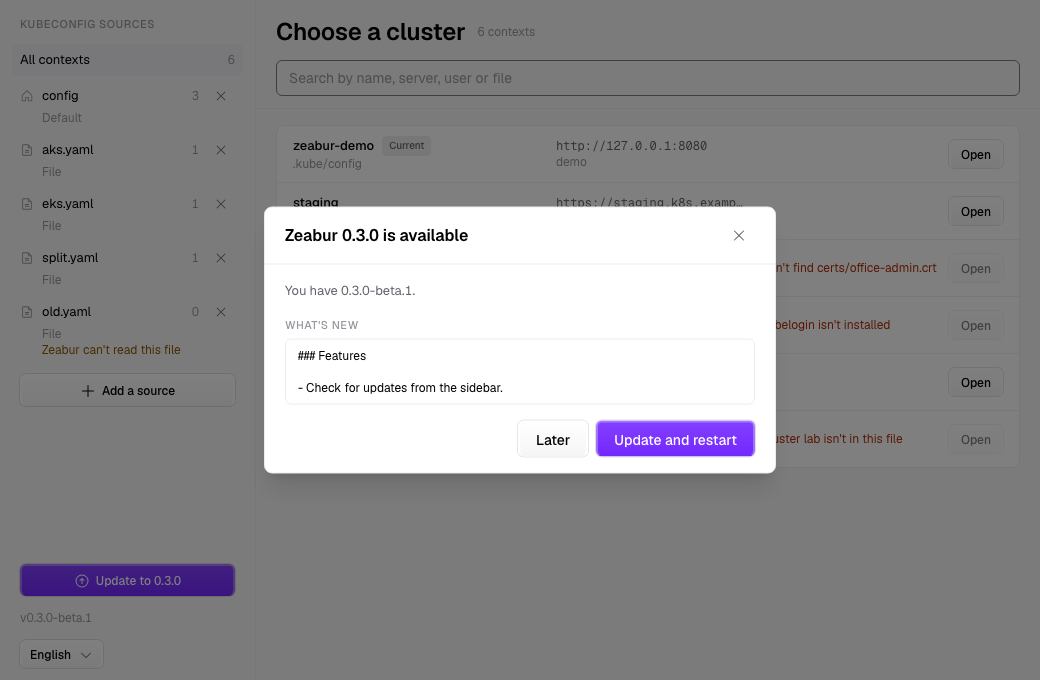 KUBECONFIG SOURCES
All contexts 6
config 3
Default
aks.yaml 1
File
eks.yaml 1
File
split.yaml 1
File
old.yaml 0
File
Zeabur can't read this file
Add a source
Update to 0.3.0
v0.3.0-beta.1
English
Choose a cluster 6 contexts
Search by name, server, user or file
zeabur-demo Current http://127.0.0.1:8080 Open
.kube/config demo
staging https://staging.k8s.examp… Open
find certs/office-admin.crt Open
isn't installed Open
Open
lab isn't in this file Open
Zeabur 0.3.0 is available
You have 0.3.0-beta.1.
WHAT'S NEW
### Features
- Check for updates from the sidebar.
Later Update and restart